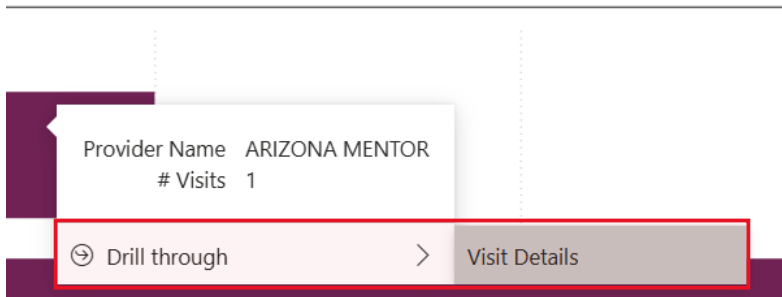 Provider Name ARIZONA MENTOR
# Visits 1
Drill through Visit Details